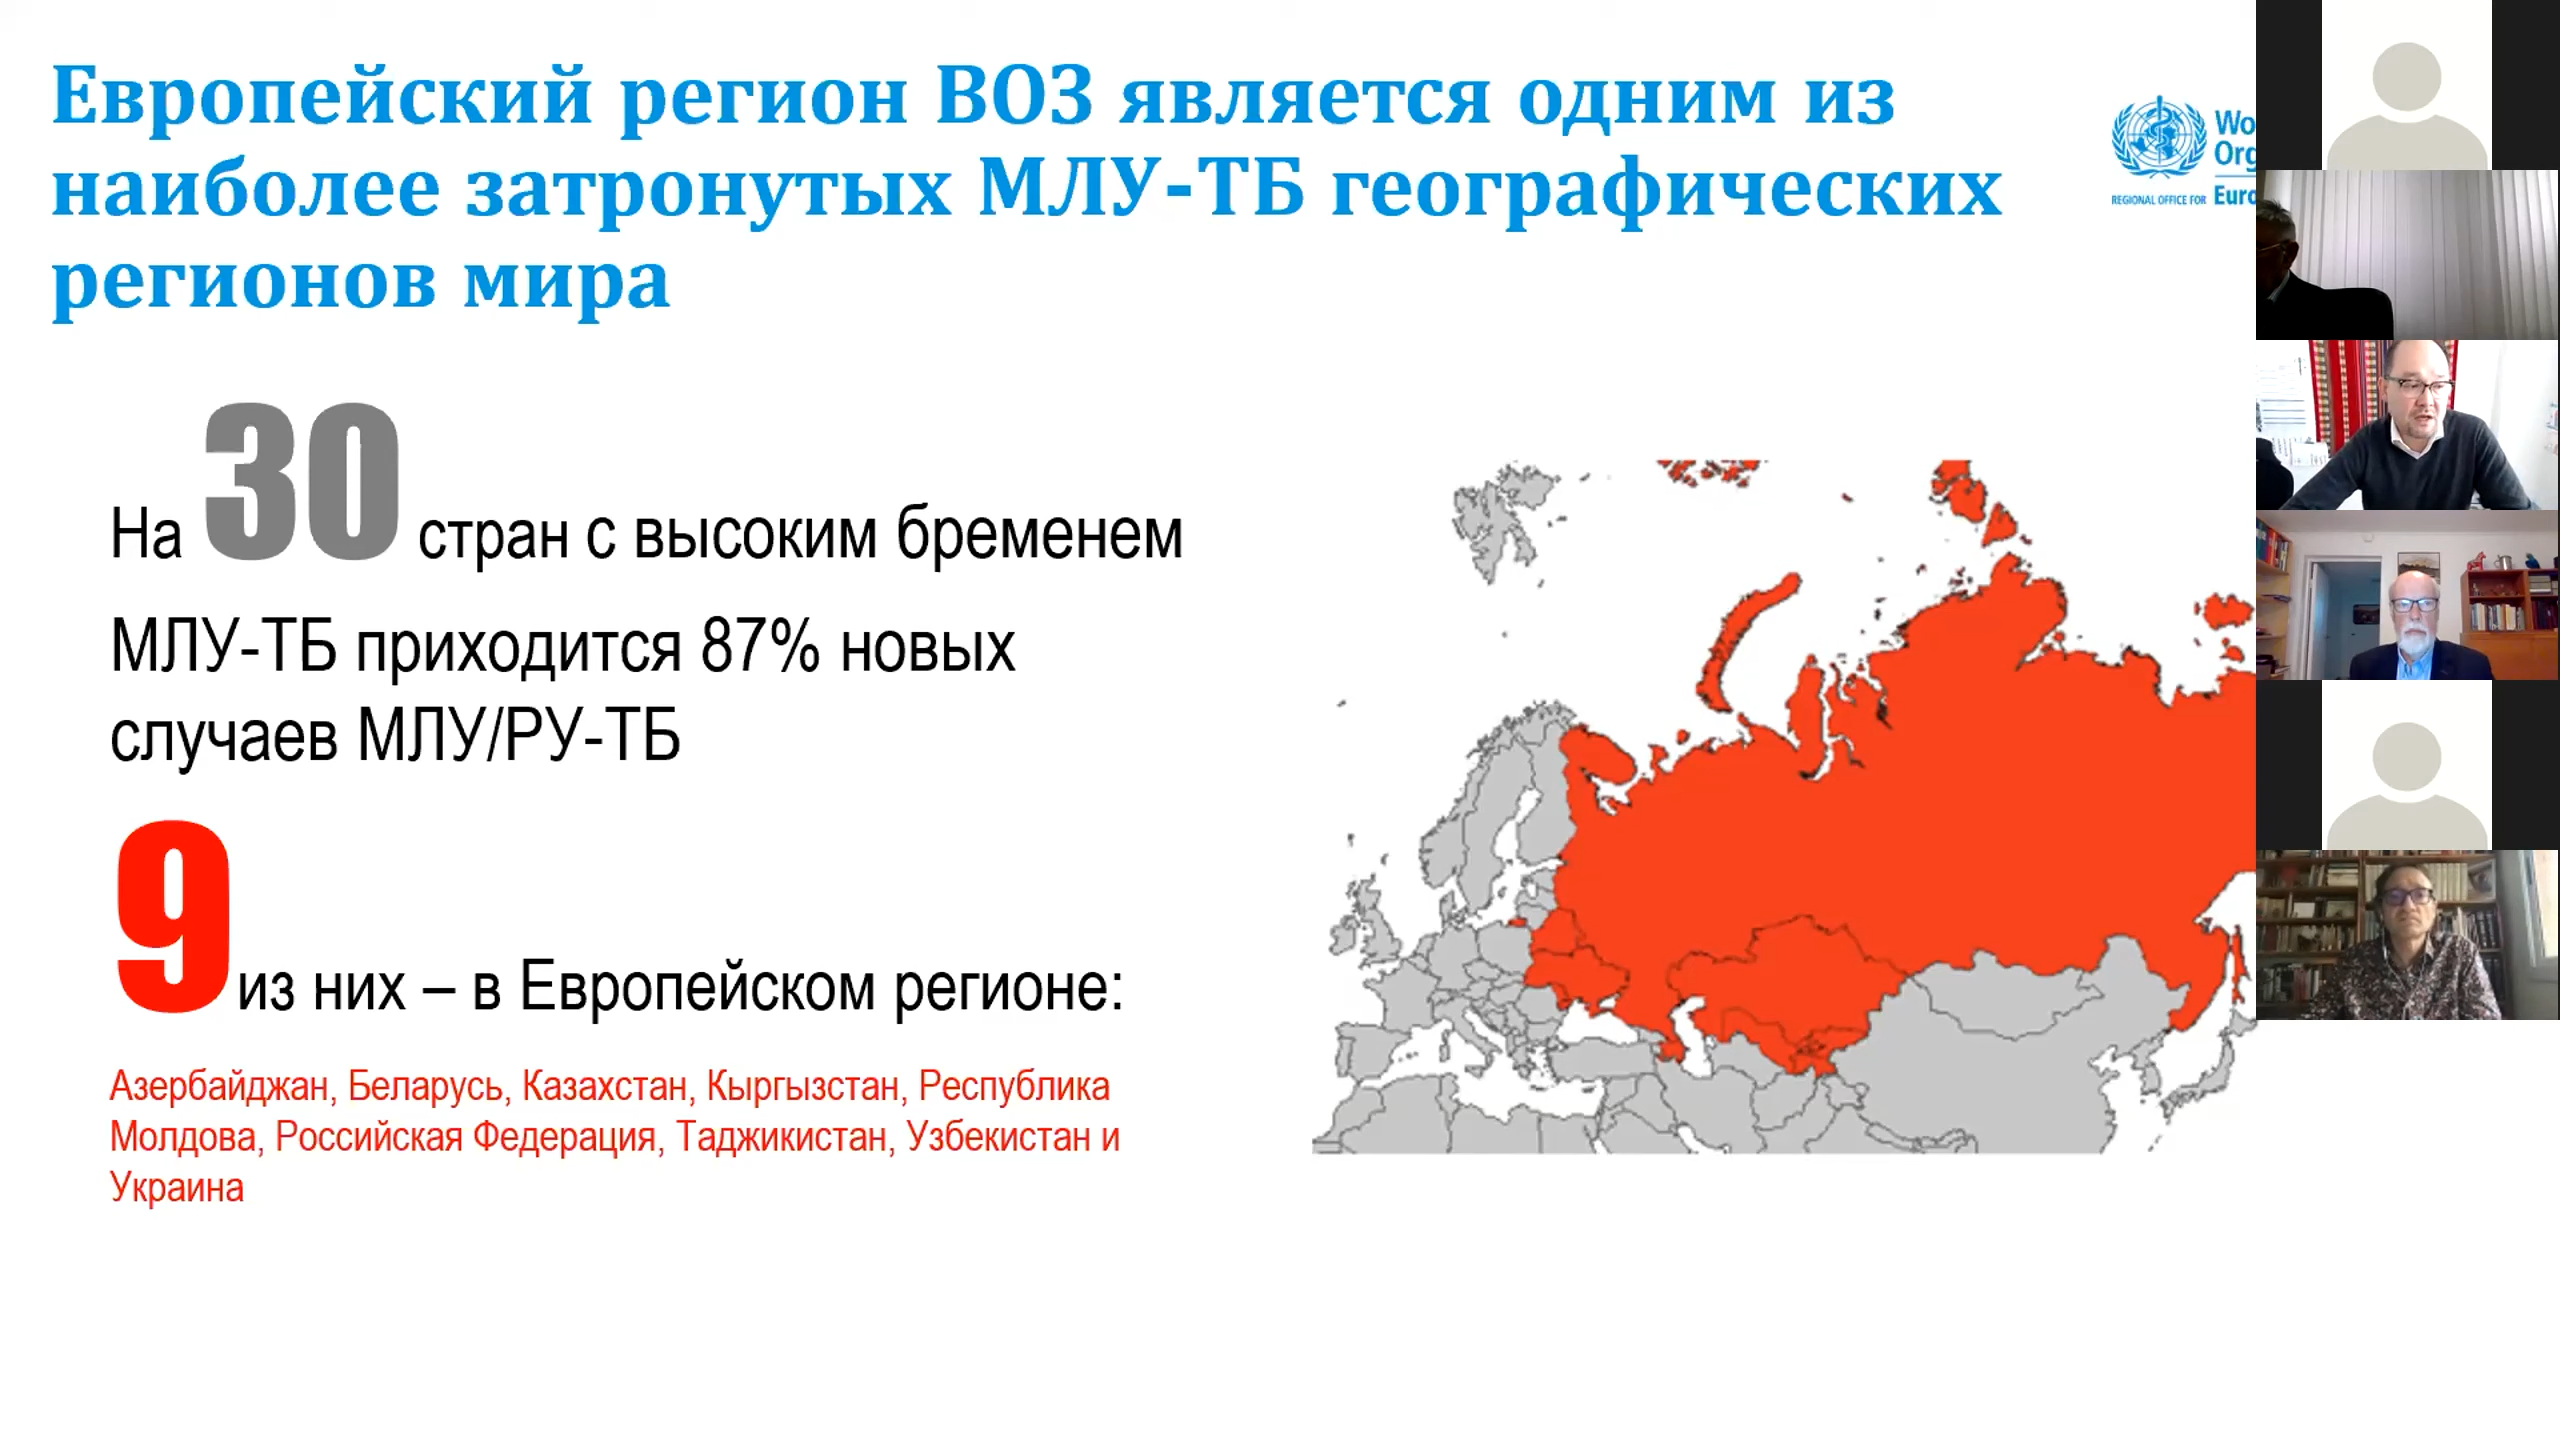 Европейский регион ВОЗ является одним из
наиболее затронутых МЛУ-ТБ географических
регионов мира
REGIONAL OFFICE FOR
На 30 стран с высоким бременем
МЛУ-ТБ приходится 87% новых
случаев МЛУ/РУ-ТБ
9 из них – в Европейском регионе:
Азербайджан, Беларусь, Казахстан, Кыргызстан, Республика
Молдова, Российская Федерация, Таджикистан, Узбекистан и
Украина